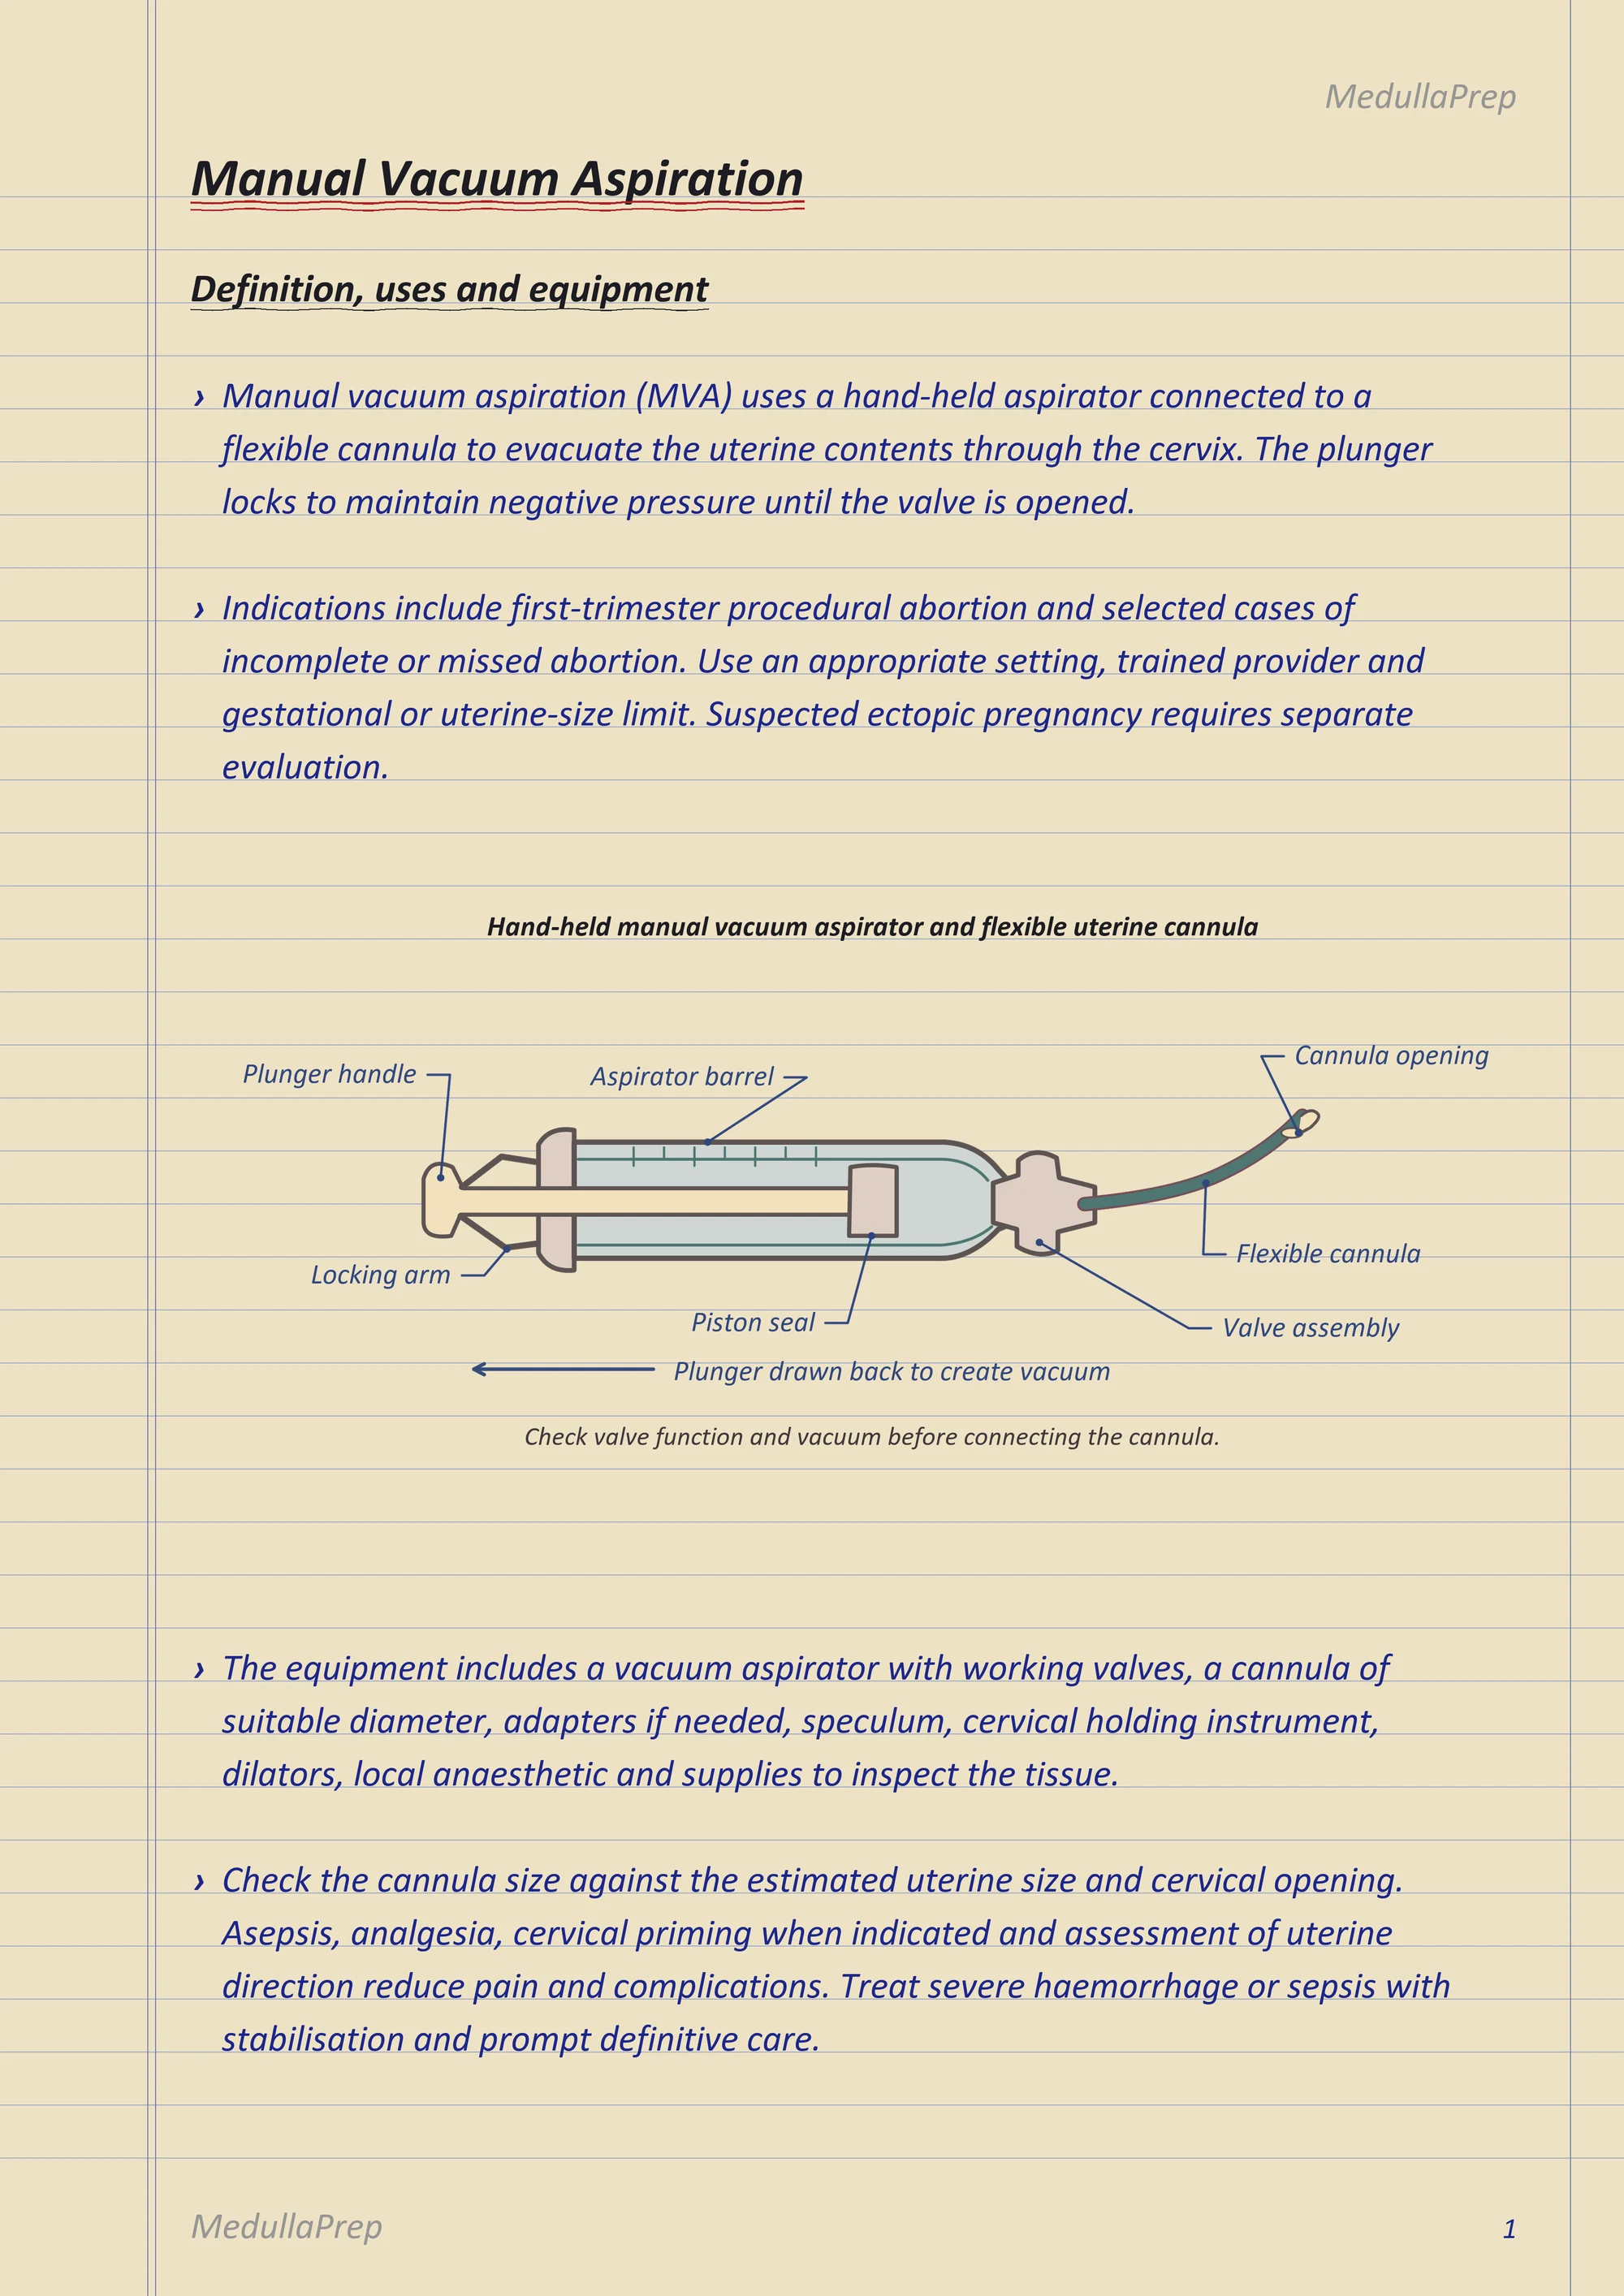 MedullaPrep
Manual Vacuum Aspiration
Definition, uses and equipment
› Manual vacuum aspiration (MVA) uses a hand-held aspirator connected to a
flexible cannula to evacuate the uterine contents through the cervix. The plunger
locks to maintain negative pressure until the valve is opened.
› Indications include first-trimester procedural abortion and selected cases of
incomplete or missed abortion. Use an appropriate setting, trained provider and
gestational or uterine-size limit. Suspected ectopic pregnancy requires separate
evaluation.
Hand-held manual vacuum aspirator and flexible uterine cannula
Cannula opening
Plunger handle
Aspirator barrel
Flexible cannula
Locking arm
Piston seal
Valve assembly
Plunger drawn back to create vacuum
Check valve function and vacuum before connecting the cannula.
› The equipment includes a vacuum aspirator with working valves, a cannula of
suitable diameter, adapters if needed, speculum, cervical holding instrument,
dilators, local anaesthetic and supplies to inspect the tissue.
› Check the cannula size against the estimated uterine size and cervical opening.
Asepsis, analgesia, cervical priming when indicated and assessment of uterine
direction reduce pain and complications. Treat severe haemorrhage or sepsis with
stabilisation and prompt definitive care.
MedullaPrep
1